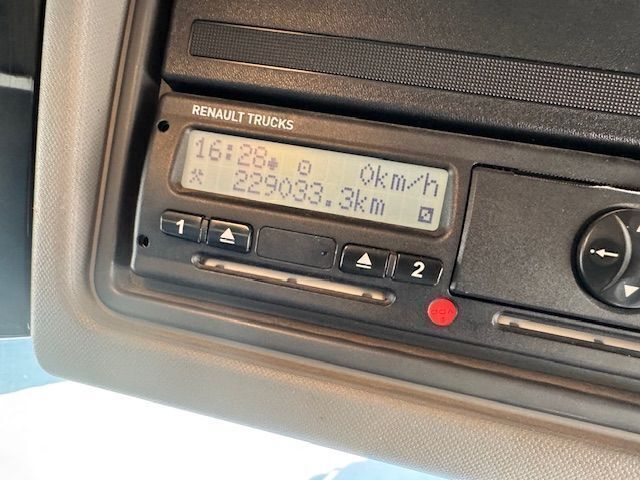 RENAULT TRUCKS
16:28 0km/h
229033.3km
1 2